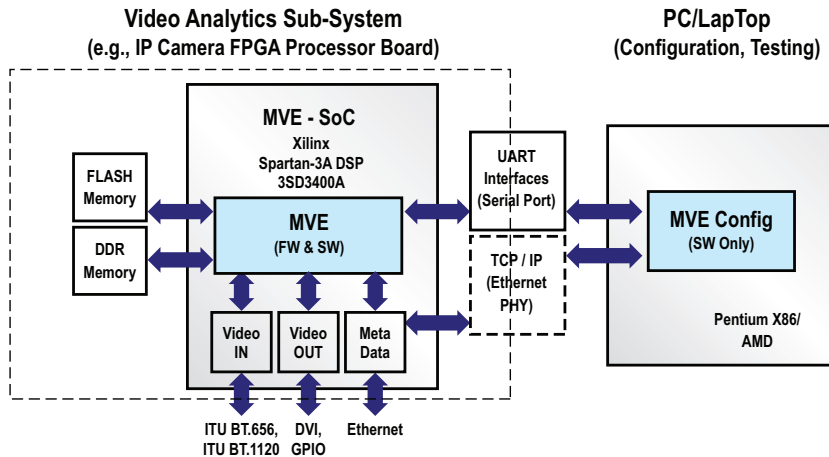 Video Analytics Sub-System
(e.g., IP Camera FPGA Processor Board)
PC/LapTop
(Configuration, Testing)
MVE - SoC
Xilinx
Spartan-3A DSP
3SD3400A
FLASH
Memory
DDR
Memory
MVE
(FW & SW)
UART
Interfaces
(Serial Port)
TCP / IP
(Ethernet
PHY)
MVE Config
(SW Only)
Pentium X86/
AMD
Video
IN
Video
OUT
Meta
Data
ITU BT.656,
ITU BT.1120
DVI,
GPIO
Ethernet